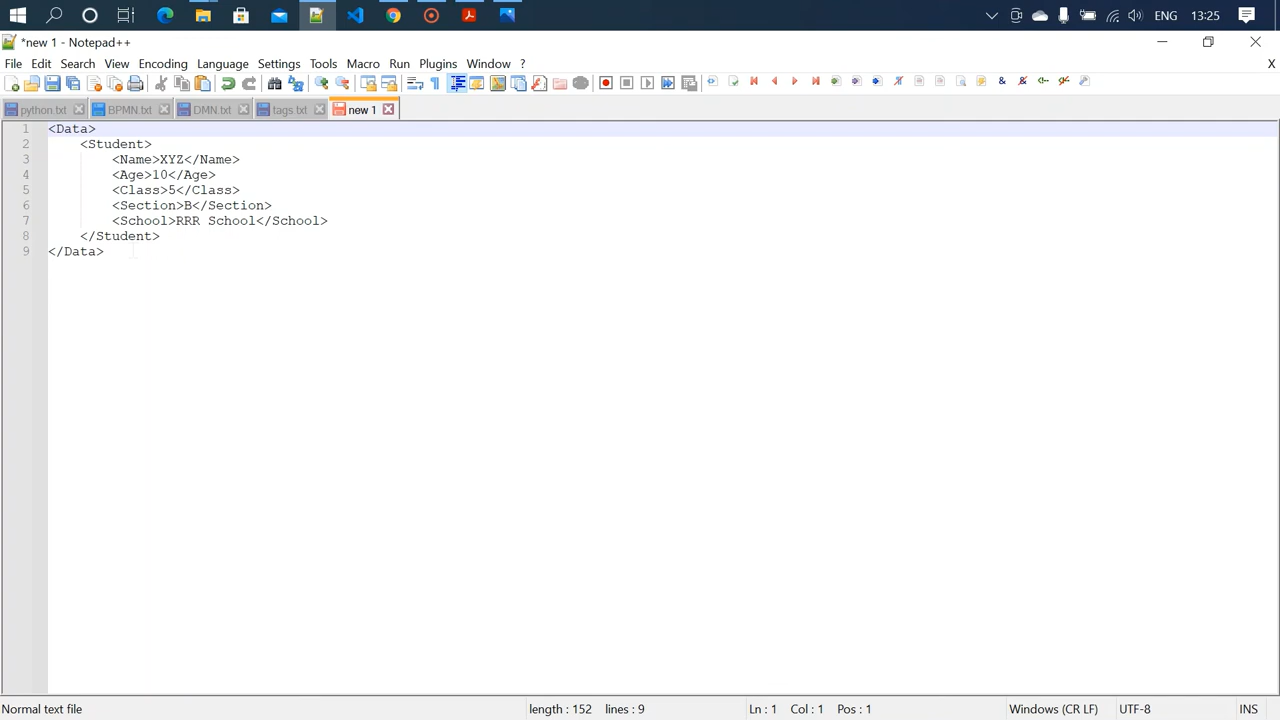 ENG 13:25
*new 1 - Notepad++
File Edit Search View Encoding Language Settings Tools Macro Run Plugins Window ? X
python.txt BPMN.txt DMN.txt tags.txt new 1
1 <Data>
2 <Student>
3 <Name>XYZ</Name>
4 <Age>10</Age>
5 <Class>5</Class>
6 <Section>B</Section>
7 <School>RRR School</School>
8 </Student>
9 </Data>
Normal text file length : 152 lines : 9 Ln : 1 Col : 1 Pos : 1 Windows (CR LF) UTF-8 INS